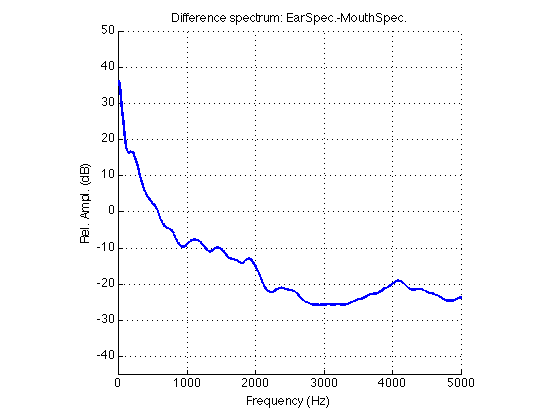 Difference spectrum: EarSpec.-MouthSpec.
50
40
30
20
10
0
-10
-20
-30
-40
Rel. Ampl. (dB)
0 1000 2000 3000 4000 5000
Frequency (Hz)